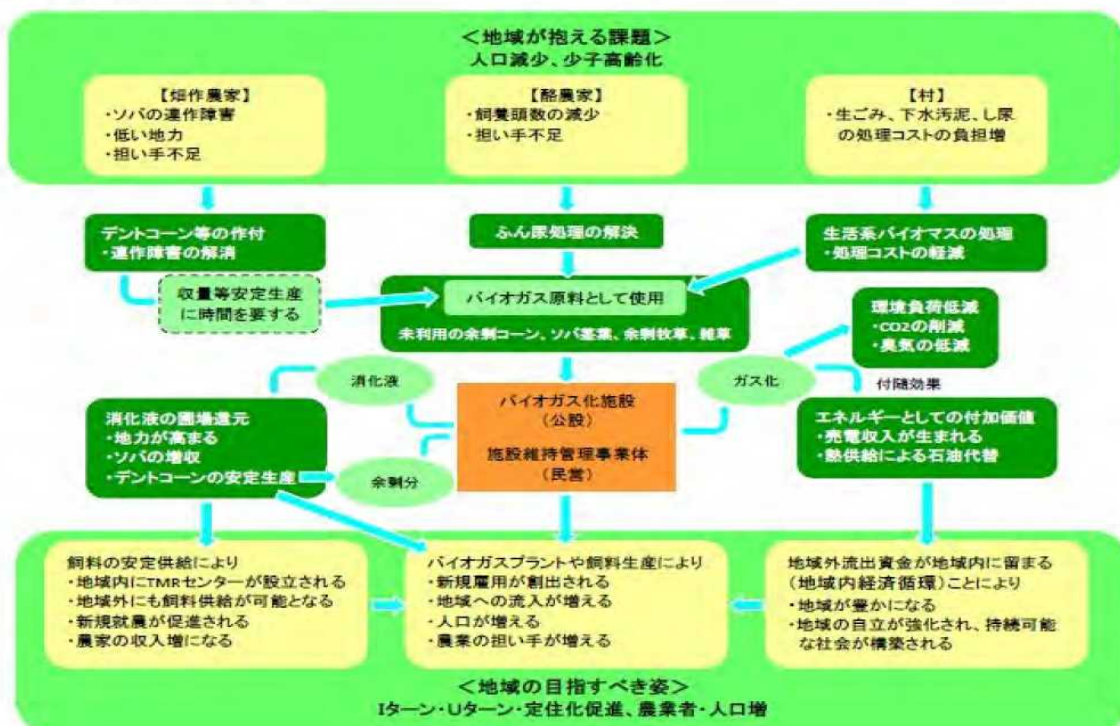 ＜地域が抱える課題＞
人口減少、少子高齢化
【畑作農家】
・ソバの連作障害
・低い地力
・担い手不足
【酪農家】
・飼養頭数の減少
・担い手不足
【村】
・生ごみ、下水汚泥、し尿
の処理コストの負担増
デントコーン等の作付
・連作障害の解消
ふん尿処理の解決
生活系バイオマスの処理
・処理コストの軽減
収量等安定生産
に時間を要する
バイオガス原料として使用
未利用の余剰コーン、ソバ茎葉、余剰牧草、雑草
環境負荷低減
・CO2の削減
・臭気の低減
消化液
ガス化
付随効果
バイオガス化施設
（公設）
施設維持管理事業体
（民営）
消化液の圃場還元
・地力が高まる
・ソバの増収
・デントコーンの安定生産
余剰分
エネルギーとしての付加価値
・売電収入が生まれる
・熱供給による石油代替
飼料の安定供給により
・地域内にTMRセンターが設立される
・地域外にも飼料供給が可能となる
・新規就農が促進される
・農家の収入増になる
バイオガスプラントや飼料生産により
・新規雇用が創出される
・地域への流入が増える
・人口が増える
・農業の担い手が増える
地域外流出資金が地域内に留まる
（地域内経済循環）ことにより
・地域が豊かになる
・地域の自立が強化され、持続可能
な社会が構築される
＜地域の目指すべき姿＞
Iターン・Uターン・定住化促進、農業者・人口増